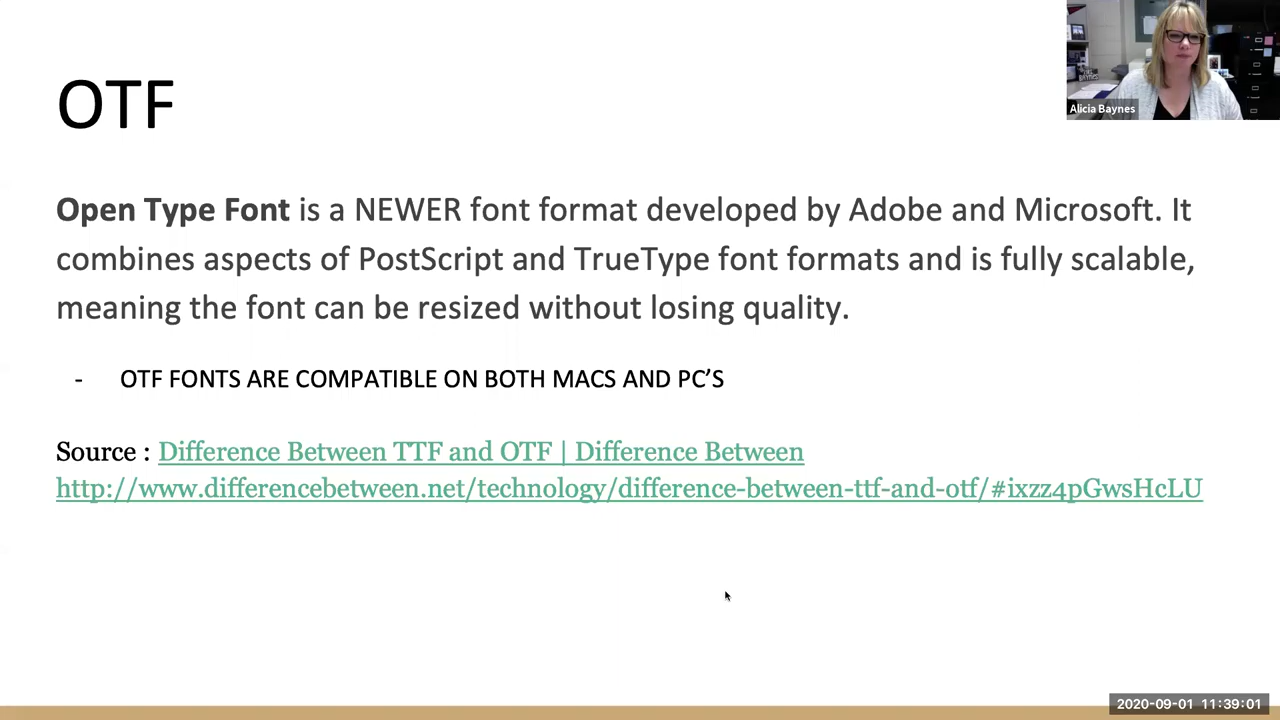 OTF
Alicia Baynes
Open Type Font is a NEWER font format developed by Adobe and Microsoft. It
combines aspects of PostScript and TrueType font formats and is fully scalable,
meaning the font can be resized without losing quality.
- OTF FONTS ARE COMPATIBLE ON BOTH MACS AND PC’S
Source : Difference Between TTF and OTF | Difference Between
http://www.differencebetween.net/technology/difference-between-ttf-and-otf/#ixzz4pGwsHcLU
2020-09-01 11:39:01